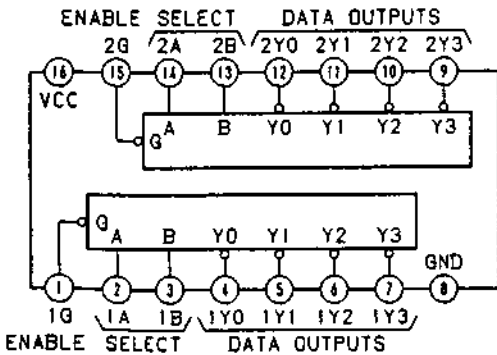 ENABLE SELECT DATA OUTPUTS
2G 2A 2B 2Y0 2Y1 2Y2 2Y3
16 15 14 13 12 11 10 9
VCC
A B Y0 Y1 Y2 Y3
G
G
A B Y0 Y1 Y2 Y3
GND
1 2 3 4 5 6 7 8
1G 1A 1B 1Y0 1Y1 1Y2 1Y3
ENABLE SELECT DATA OUTPUTS